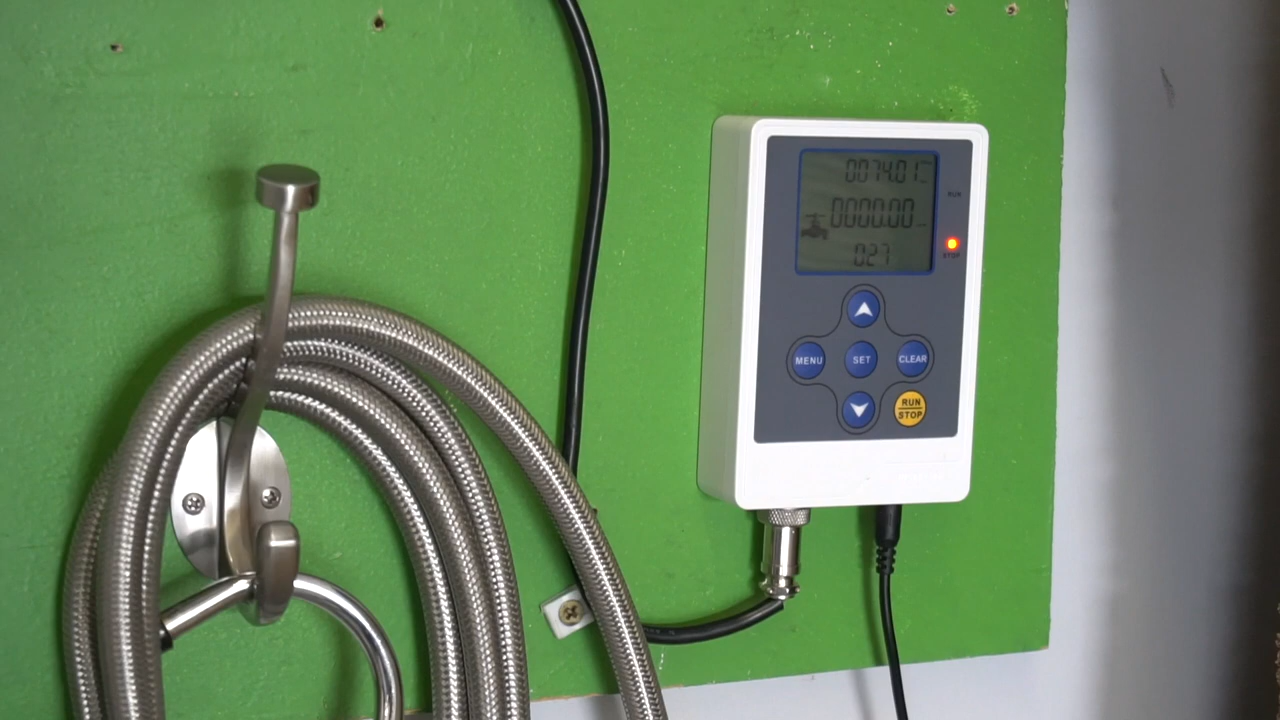 0074.01
RUN
0000.00
STOP
027
MENU
SET
CLEAR
RUN
STOP